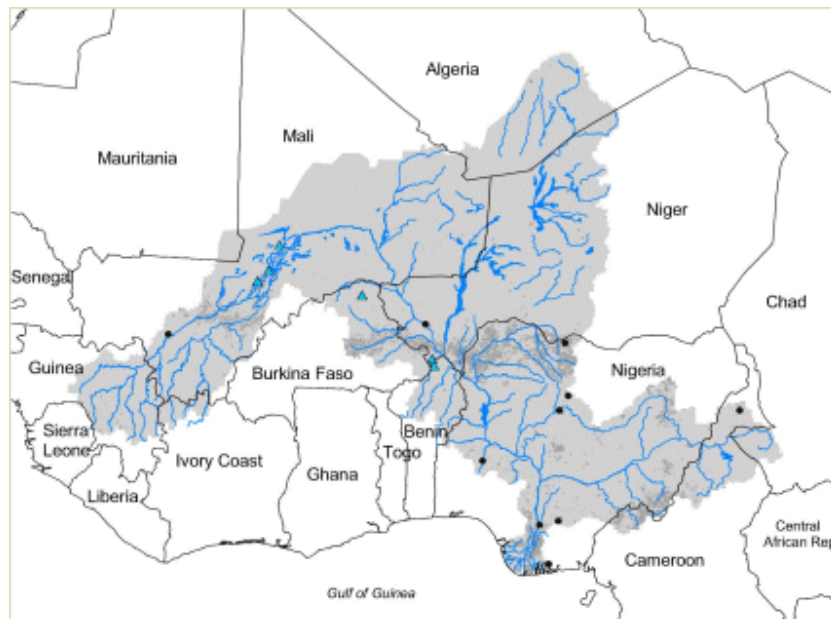 Algeria
Mali
Mauritania
Niger
Senegal
Chad
Guinea
Nigeria
Burkina Faso
Sierra
Leone
Benin
Togo
Ivory Coast
Ghana
Liberia
Central
African Rep
Cameroon
Gulf of Guinea